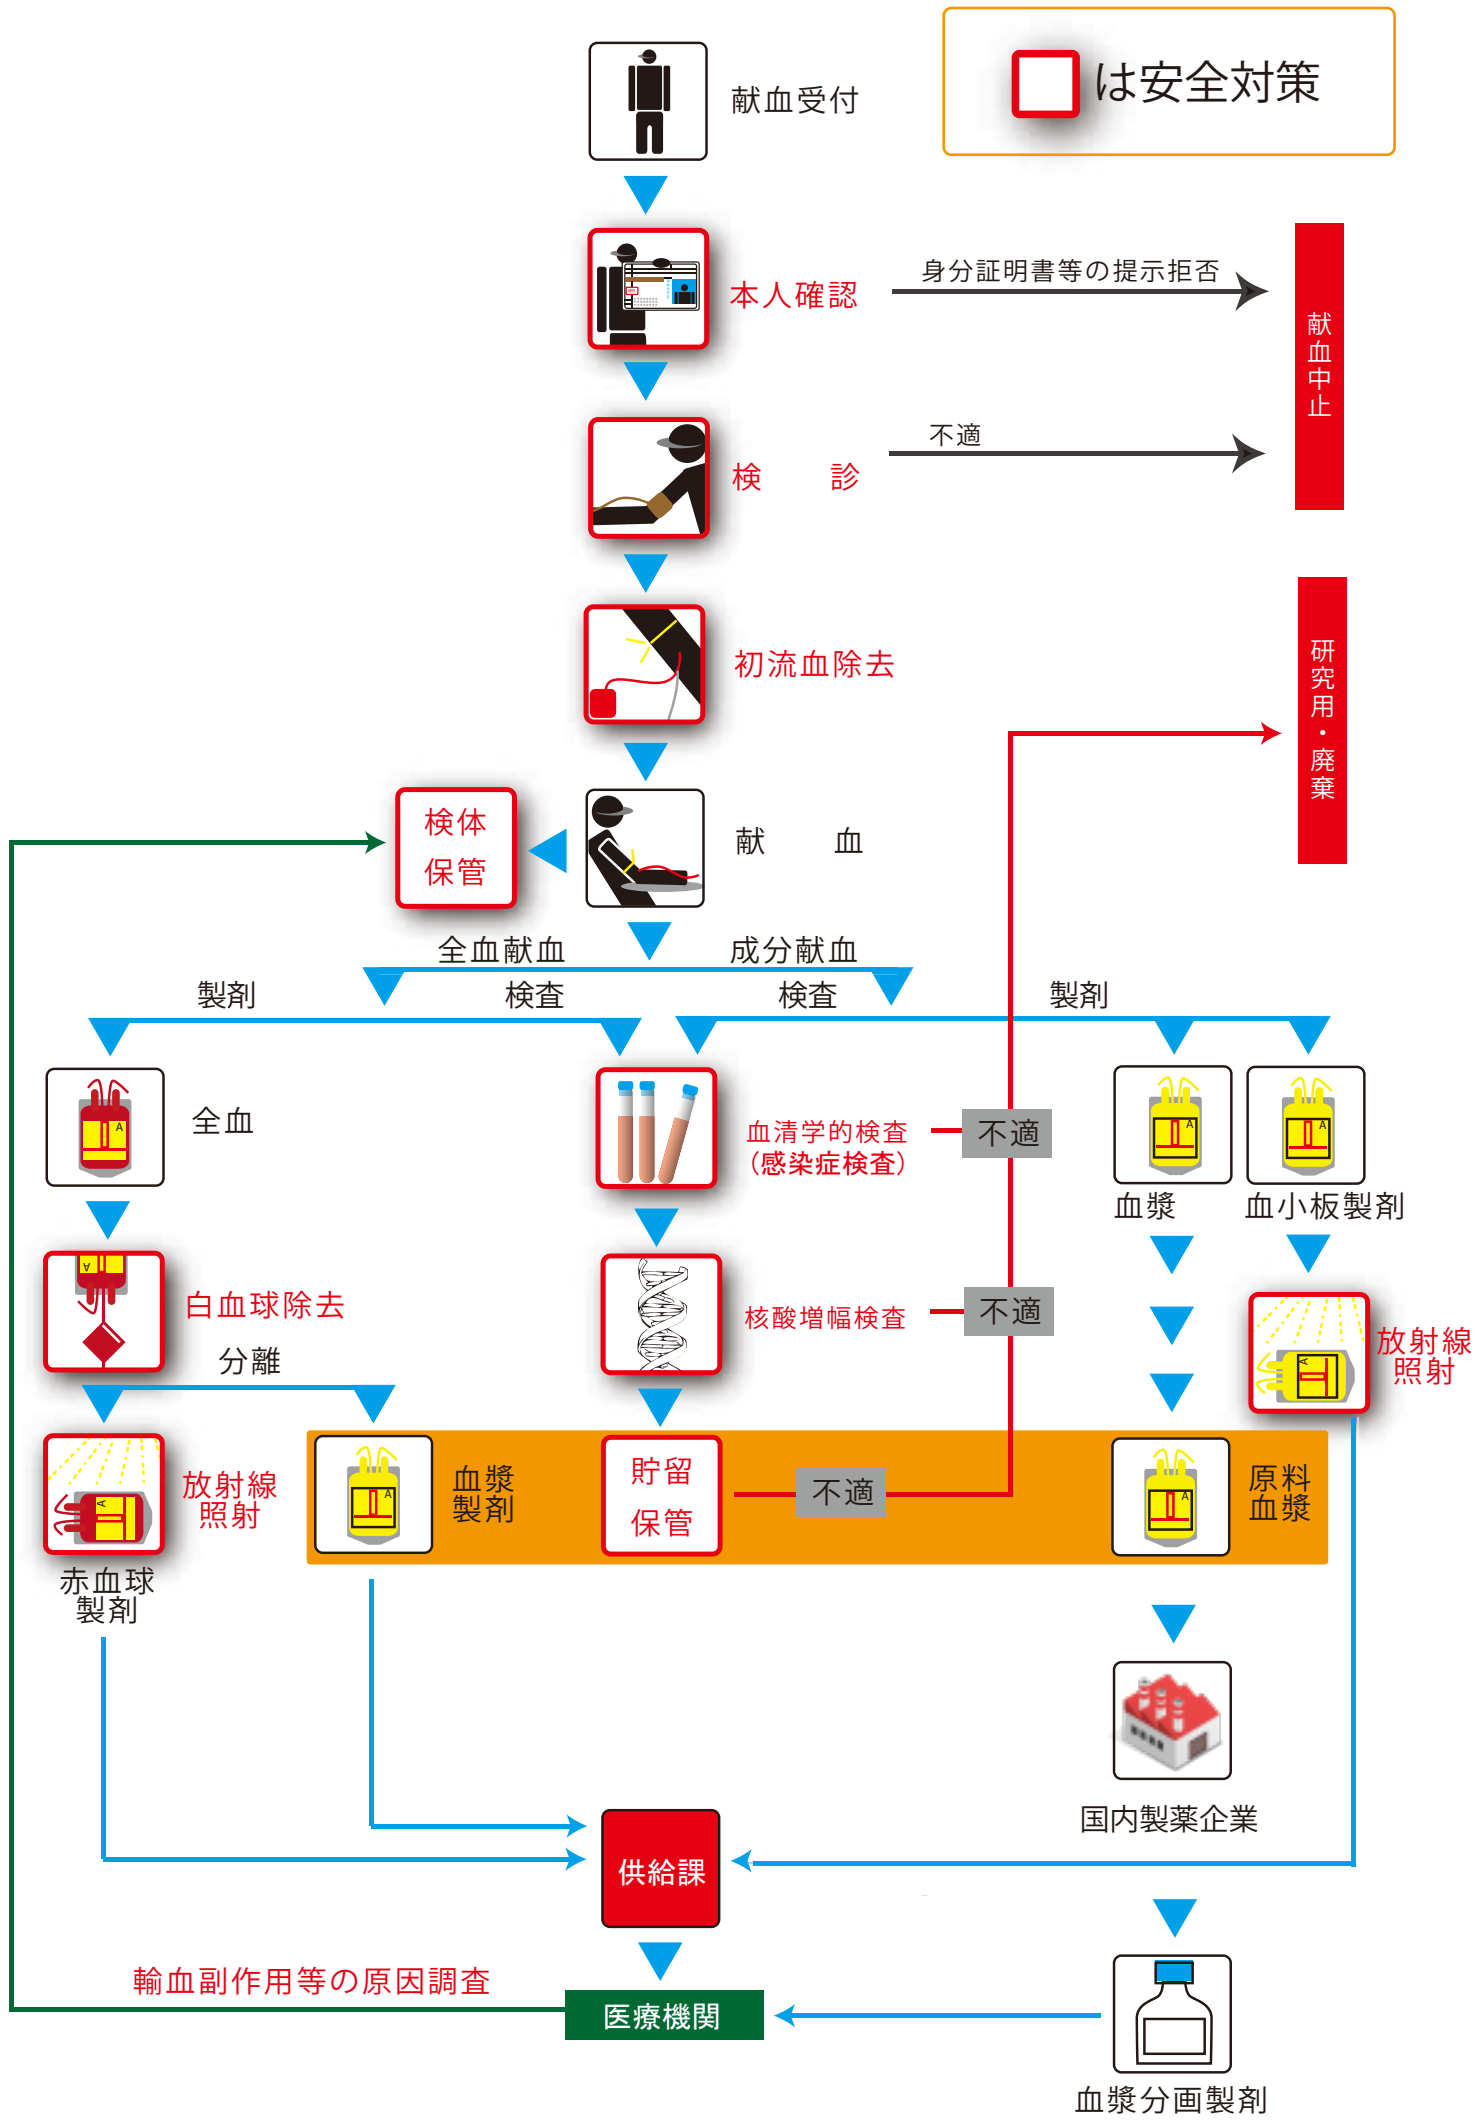 献血受付
は安全対策
本人確認
身分証明書等の提示拒否
献血中止
検　　診
不適
初流血除去
研究用・廃棄
検体
保管
献　　血
全血献血
成分献血
製剤
検査
検査
製剤
全血
血清学的検査
（感染症検査）
不適
血漿
血小板製剤
白血球除去
核酸増幅検査
不適
放射線
照射
分離
放射線
照射
血漿
製剤
貯留
保管
不適
原料
血漿
赤血球
製剤
国内製薬企業
供給課
輸血副作用等の原因調査
医療機関
血漿分画製剤